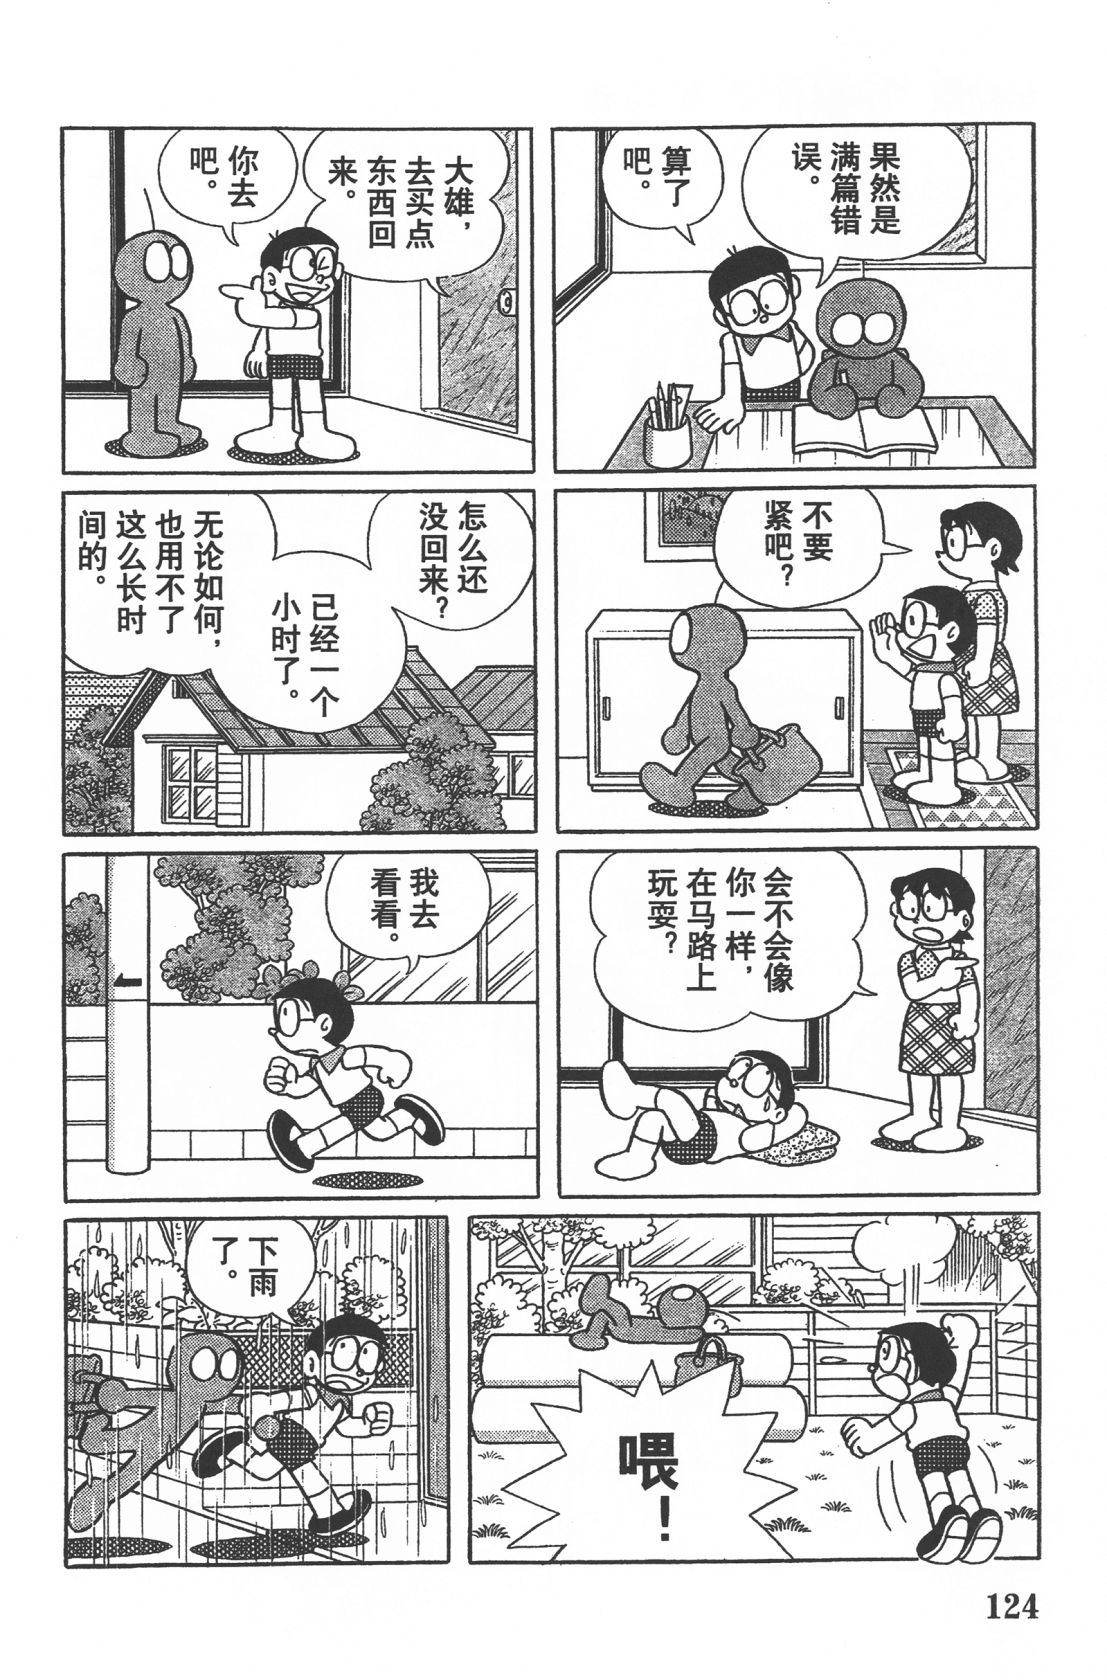 果然是
满篇错
误。
算了
吧。
大雄，
去买点
东西回
来。
你去
吧。
不要
紧吧？
怎么还
没回来？
已经一个
小时了。
无论如何，
也用不了
这么长时
间的。
会不会像
你一样，
在马路上
玩耍？
我去
看看。
喂！
下雨
了。
124